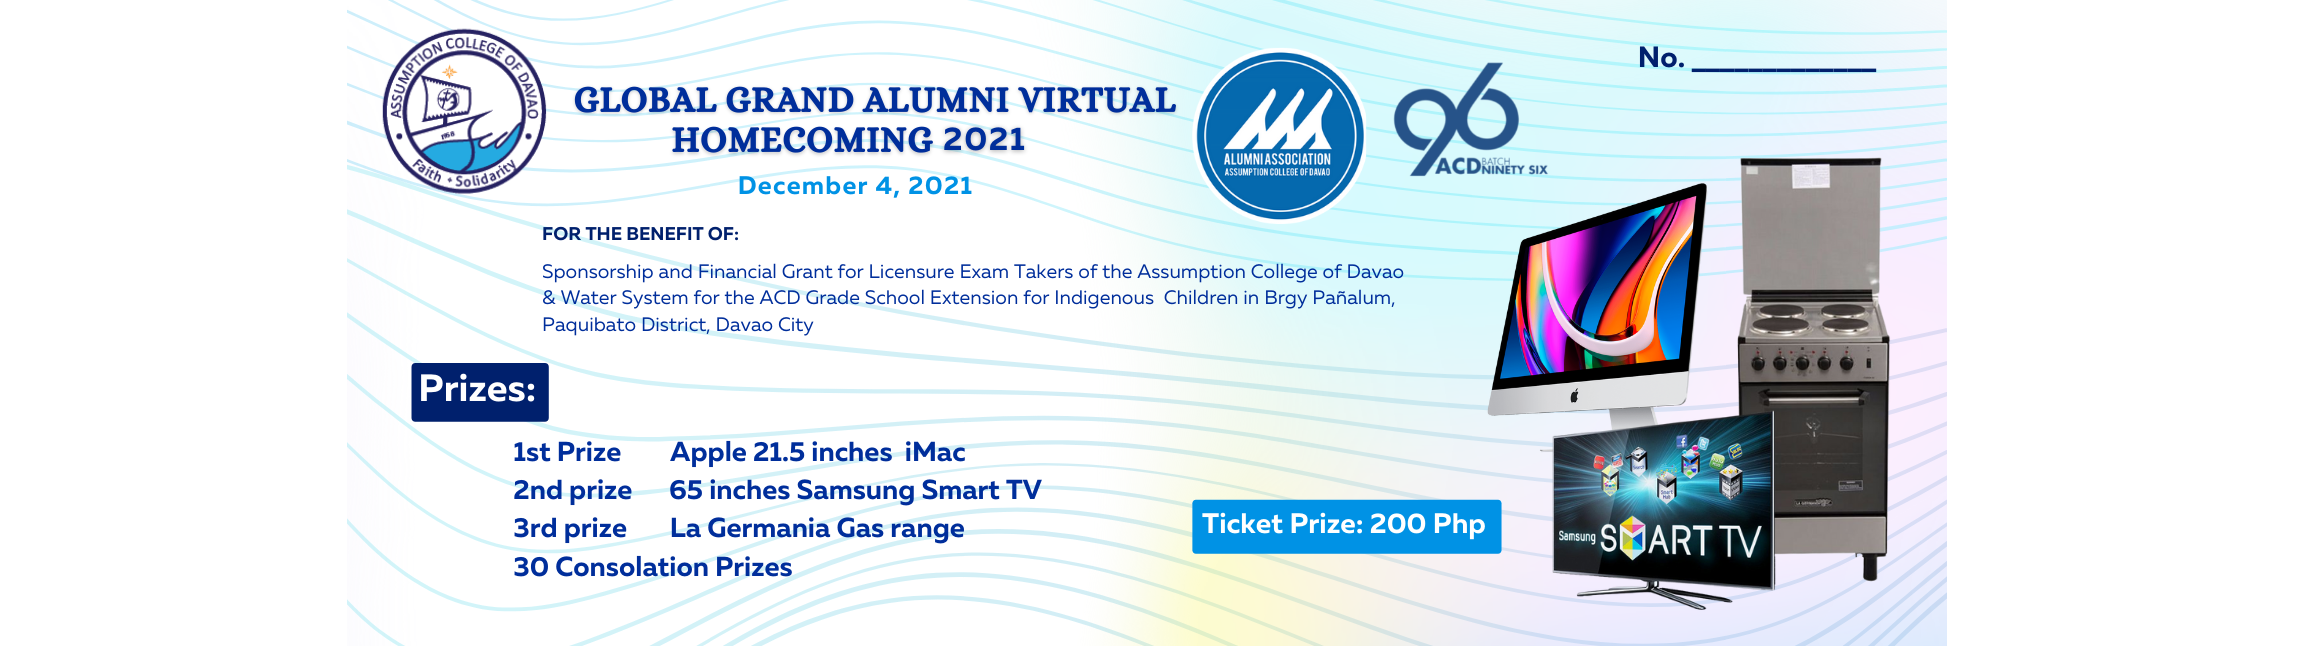 ASSUMPTION COLLEGE OF DAVAO
1958
Faith • Solidarity
GLOBAL GRAND ALUMNI VIRTUAL
HOMECOMING 2021
December 4, 2021
ALUMNI ASSOCIATION
ASSUMPTION COLLEGE OF DAVAO
96
ACD BATCH NINETY SIX
No. ____________
FOR THE BENEFIT OF:
Sponsorship and Financial Grant for Licensure Exam Takers of the Assumption College of Davao
& Water System for the ACD Grade School Extension for Indigenous Children in Brgy Pañalum,
Paquibato District, Davao City
Prizes:
1st Prize Apple 21.5 inches iMac
2nd prize 65 inches Samsung Smart TV
3rd prize La Germania Gas range
30 Consolation Prizes
Ticket Prize: 200 Php
Smart Hub
Samsung SMART TV